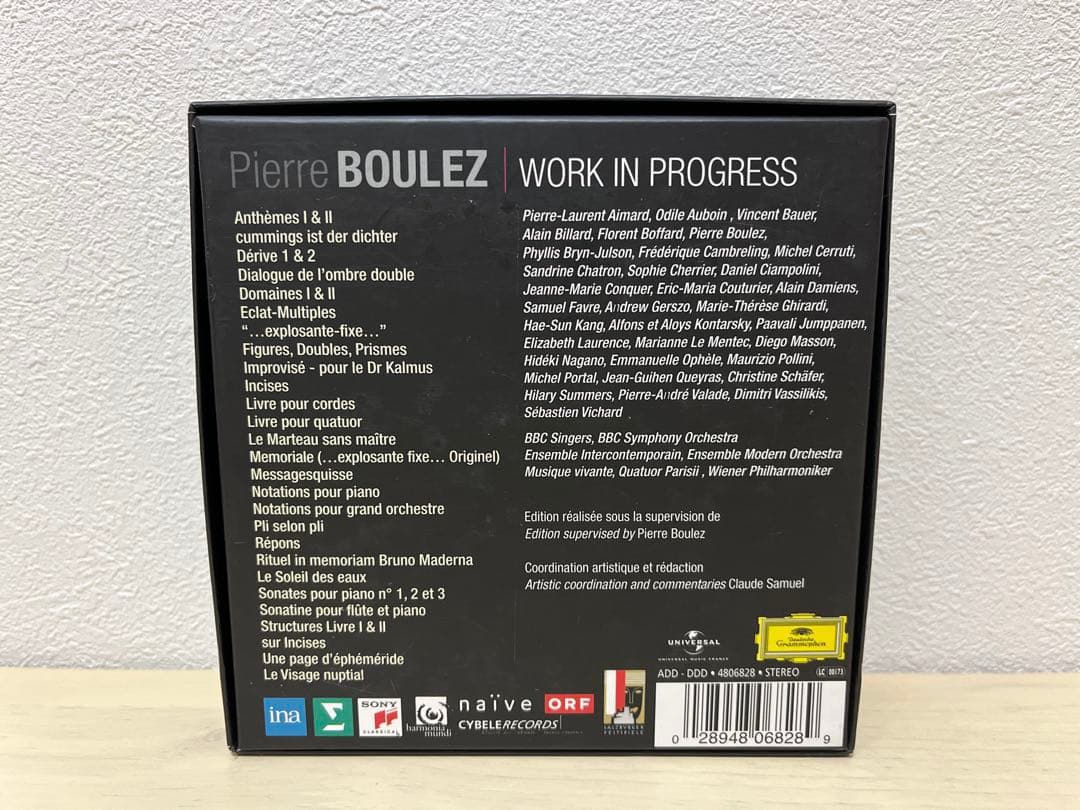 Pierre BOULEZ | WORK IN PROGRESS
Anthèmes I & II
cummings ist der dichter
Dérive 1 & 2
Dialogue de l'ombre double
Domaines I & II
Eclat-Multiples
“…explosante-fixe…”
Figures, Doubles, Prismes
Improvisé - pour le Dr Kalmus
Incises
Livre pour cordes
Livre pour quatuor
Le Marteau sans maître
Memoriale (…explosante fixe… Originel)
Messagesquisse
Notations pour piano
Notations pour grand orchestre
Pli selon pli
Répons
Rituel in memoriam Bruno Maderna
Le Soleil des eaux
Sonates pour piano n° 1, 2 et 3
Sonatine pour flûte et piano
Structures Livre I & II
sur Incises
Une page d'éphéméride
Le Visage nuptial
Pierre-Laurent Aimard, Odile Auboin , Vincent Bauer,
Alain Billard, Florent Boffard, Pierre Boulez,
Phyllis Bryn-Julson, Frédérique Cambreling, Michel Cerruti,
Sandrine Chatron, Sophie Cherrier, Daniel Ciampolini,
Jeanne-Marie Conquer, Eric-Maria Couturier, Alain Damiens,
Samuel Favre, Andrew Gerszo, Marie-Thérèse Ghirardi,
Hae-Sun Kang, Alfons et Aloys Kontarsky, Paavali Jumppanen,
Elizabeth Laurence, Marianne Le Mentec, Diego Masson,
Hidéki Nagano, Emmanuelle Ophèle, Maurizio Pollini,
Michel Portal, Jean-Guihen Queyras, Christine Schäfer,
Hilary Summers, Pierre-André Valade, Dimitri Vassilikis,
Sébastien Vichard
BBC Singers, BBC Symphony Orchestra
Ensemble Intercontemporain, Ensemble Modern Orchestra
Musique vivante, Quatuor Parisii , Wiener Philharmoniker
Edition réalisée sous la supervision de
Edition supervised by Pierre Boulez
Coordination artistique et rédaction
Artistic coordination and commentaries Claude Samuel
UNIVERSAL
UNIVERSAL MUSIC FRANCE
Deutsche
Grammophon
ADD - DDD • 4806828 • STEREO
LC 00173
ina
SONY
CLASSICAL
harmonia
mundi
naïve
CYBELE RECORDS
ORF
SALZBURGER
FESTSPIELE
0 28948 06828 9